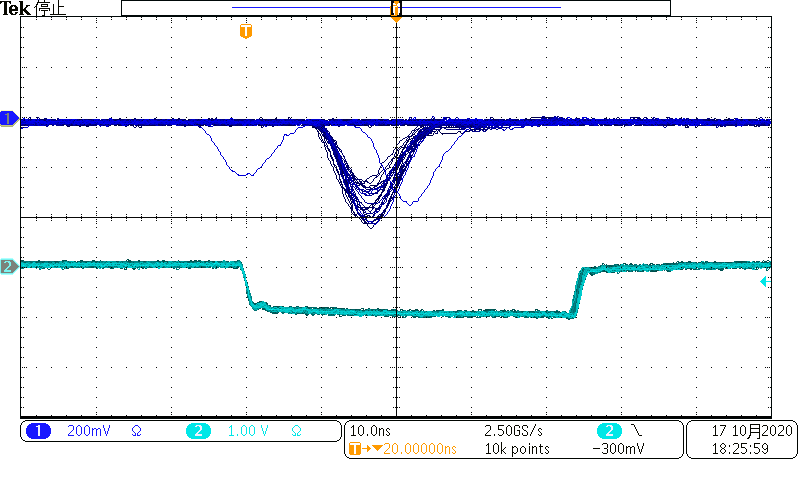 Tek 停止
T
1
2
1 200mV Ω 2 1.00 V Ω
10.0ns 2.50GS/s 2
T→▼20.00000ns 10k points −300mV
17 10月2020
18:25:59